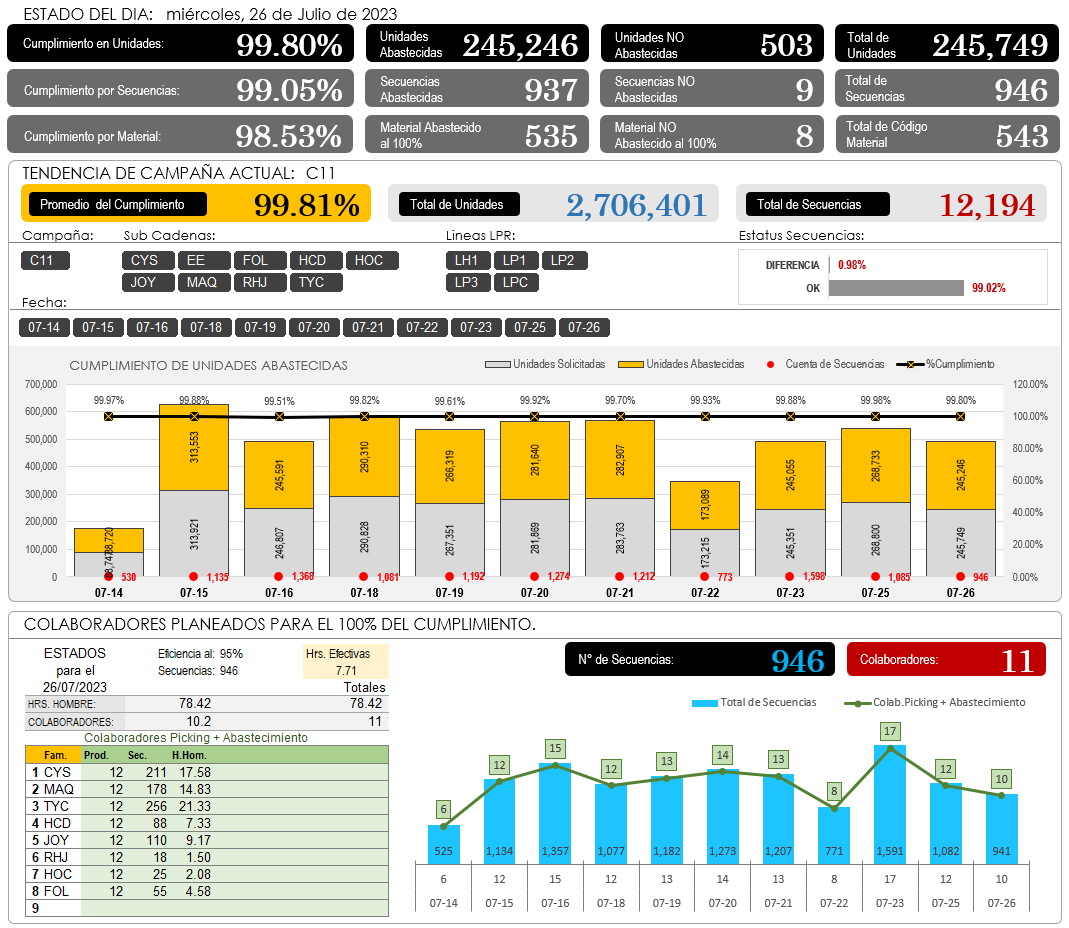 ESTADO DEL DIA: miércoles, 26 de Julio de 2023
Cumplimiento en Unidades: 99.80%
Unidades Abastecidas 245,246
Unidades NO Abastecidas 503
Total de Unidades 245,749
Cumplimiento por Secuencias: 99.05%
Secuencias Abastecidas 937
Secuencias NO Abastecidas 9
Total de Secuencias 946
Cumplimiento por Material: 98.53%
Material Abastecido al 100% 535
Material NO Abastecido al 100% 8
Total de Código Material 543
TENDENCIA DE CAMPAÑA ACTUAL: C11
Promedio del Cumplimiento 99.81%
Total de Unidades 2,706,401
Total de Secuencias 12,194
Campaña: Sub Cadenas: Lineas LPR: Estatus Secuencias:
C11 CYS EE FOL HCD HOC LH1 LP1 LP2
JOY MAQ RHJ TYC LP3 LPC
DIFERENCIA 0.98%
OK 99.02%
Fecha:
07-14 07-15 07-16 07-18 07-19 07-20 07-21 07-22 07-23 07-25 07-26
CUMPLIMIENTO DE UNIDADES ABASTECIDAS
Unidades Solicitadas Unidades Abastecidas Cuenta de Secuencias %Cumplimiento
700,000 120.00%
600,000 100.00%
500,000 80.00%
400,000 60.00%
300,000 40.00%
200,000 20.00%
100,000 0.00%
0
99.97% 99.88% 99.51% 99.82% 99.61% 99.92% 99.70% 99.93% 99.88% 99.98% 99.80%
88,720 313,553 245,591 290,310 266,319 281,640 282,907 173,089 245,055 268,733 245,246
88,747 313,921 246,807 290,828 267,351 281,869 283,763 173,215 245,351 268,800 245,749
530 1,135 1,368 1,081 1,192 1,274 1,212 773 1,598 1,085 946
07-14 07-15 07-16 07-18 07-19 07-20 07-21 07-22 07-23 07-25 07-26
COLABORADORES PLANEADOS PARA EL 100% DEL CUMPLIMIENTO.
ESTADOS
para el
26/07/2023
Eficiencia al: 95%
Secuencias: 946
Hrs. Efectivas
7.71
Totales
HRS. HOMBRE: 78.42 78.42
COLABORADORES: 10.2 11
Colaboradores Picking + Abastecimiento
Fam. Prod. Sec. H.Hom.
1 CYS 12 211 17.58
2 MAQ 12 178 14.83
3 TYC 12 256 21.33
4 HCD 12 88 7.33
5 JOY 12 110 9.17
6 RHJ 12 18 1.50
7 HOC 12 25 2.08
8 FOL 12 55 4.58
9
N° de Secuencias: 946
Colaboradores: 11
Total de Secuencias Colab.Picking + Abastecimiento
6 12 15 12 13 14 13 8 17 12 10
525 1,134 1,357 1,077 1,182 1,273 1,207 771 1,591 1,082 941
6 12 15 12 13 14 13 8 17 12 10
07-14 07-15 07-16 07-18 07-19 07-20 07-21 07-22 07-23 07-25 07-26